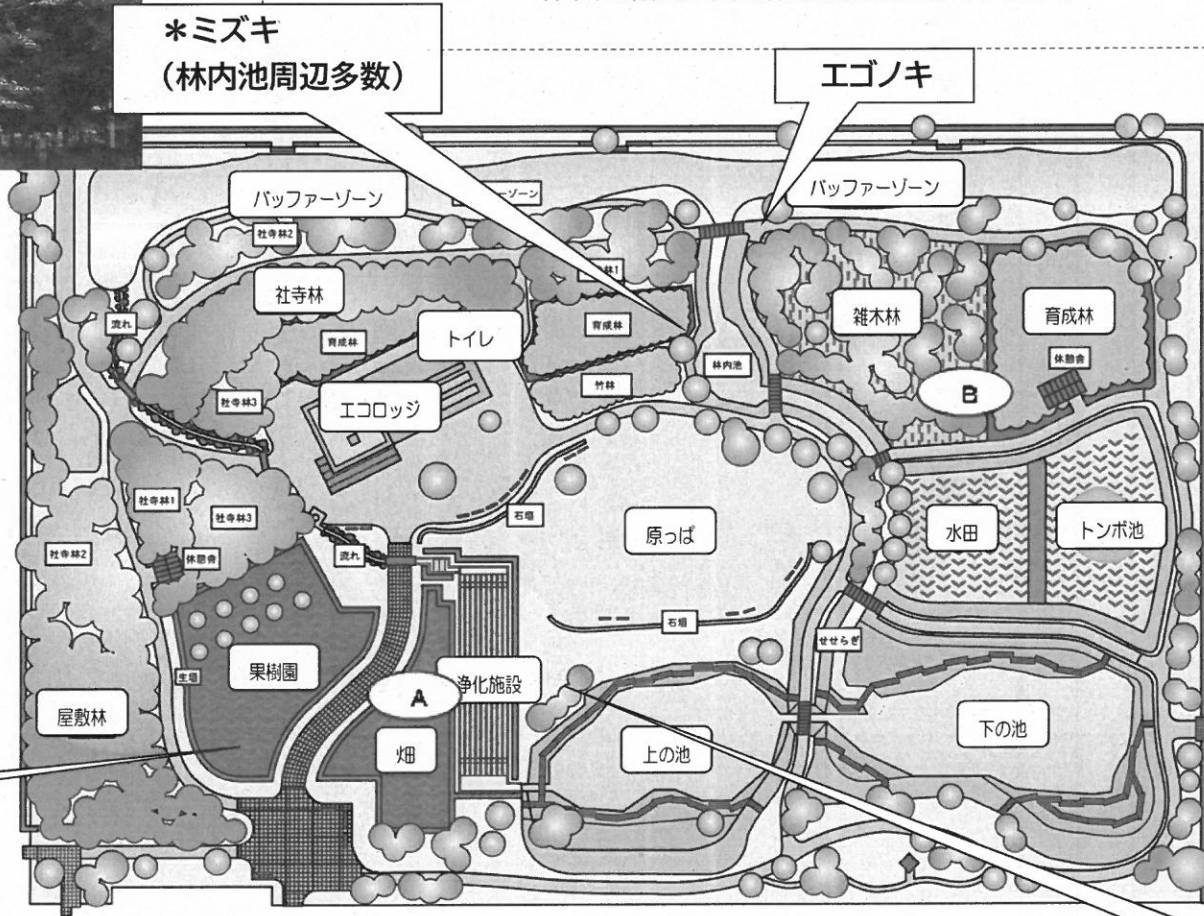 *ミズキ
(林内池周辺多数)
エゴノキ
バッファーゾーン
バッファーゾーン
社寺林2
社寺林
流れ
育成林
トイレ
育成林
雑木林
育成林
林内池
休憩舎
竹林
社寺林3
エコロッジ
B
社寺林1
社寺林3
石垣
原っぱ
水田
トンボ池
社寺林2
休憩舎
流れ
石垣
せせらぎ
生垣
果樹園
A
浄化施設
屋敷林
畑
上の池
下の池